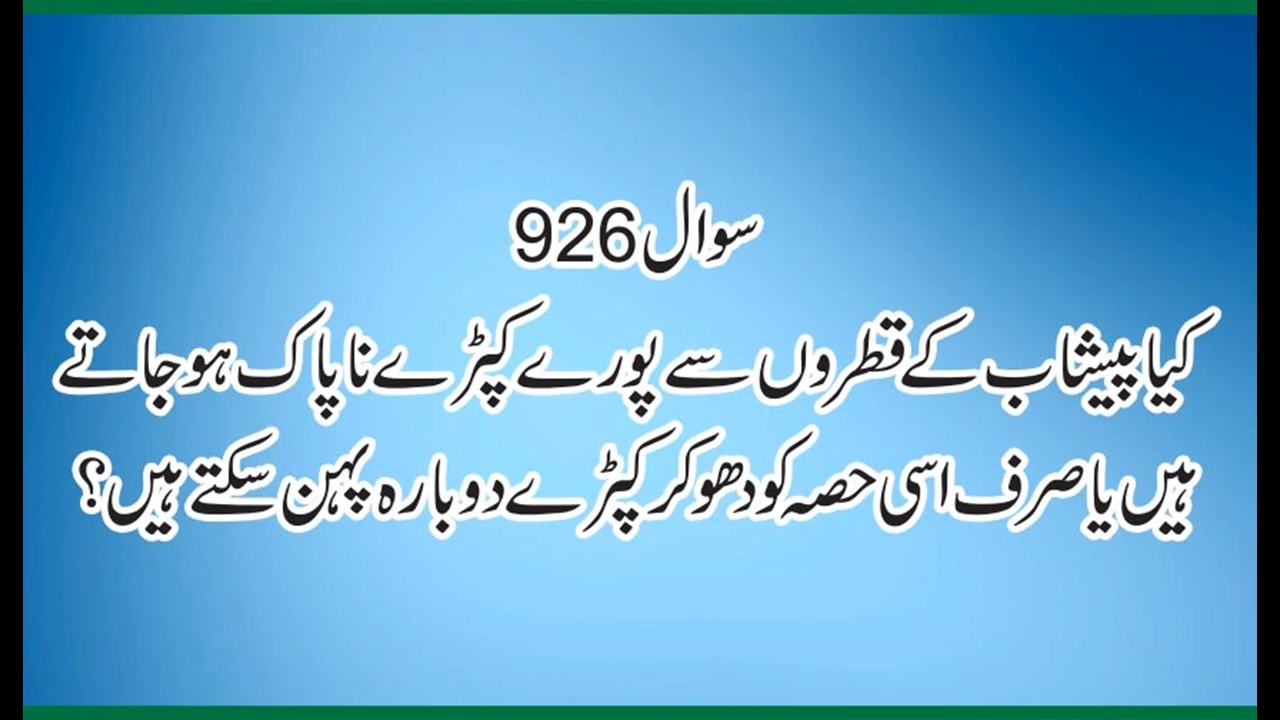 سوال 926
کیا پیشاب کے قطروں سے پورے کپڑے ناپاک ہو جاتے
ہیں یا صرف اسی حصہ کو دھو کر کپڑے دوبارہ پہن سکتے ہیں؟